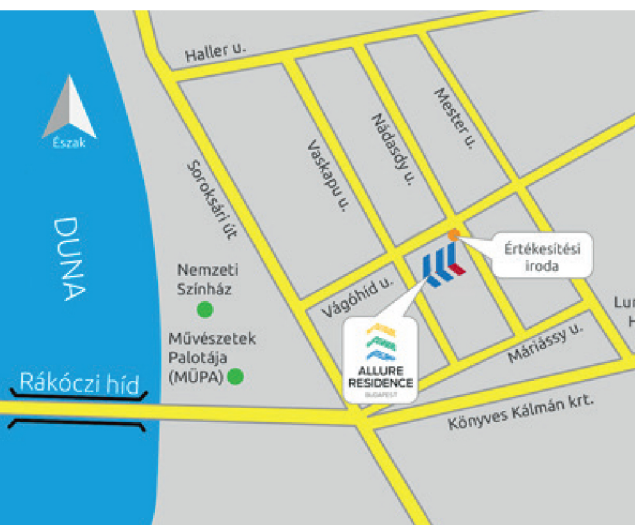 Haller u.
Észak
Mester u.
Nádasdy u.
Vaskapu u.
Soroksári út
DUNA
Értékesítési
iroda
Nemzeti
Színház
Vágóhíd u.
Művészetek
Palotája
(MÜPA)
Máriássy u.
ALLURE
RESIDENCE
BUDAPEST
Rákóczi híd
Könyves Kálmán krt.